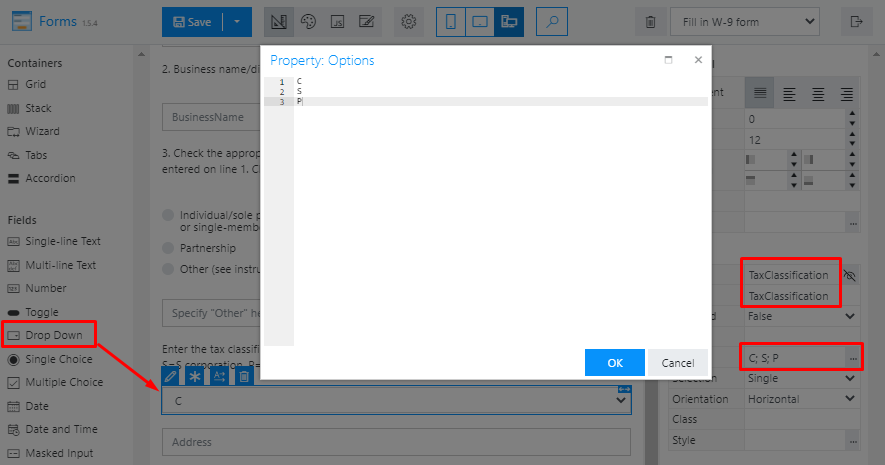 Forms 1.5.4
Save
JS
Fill in W-9 form
Containers
Grid
Stack
Wizard
Tabs
Accordion
Fields
Single-line Text
Multi-line Text
Number
Toggle
Drop Down
Single Choice
Multiple Choice
Date
Date and Time
Masked Input
2. Business name/di
BusinessName
3. Check the approp
entered on line 1. C
Individual/sole p
or single-membe
Partnership
Other (see instru
Specify "Other" he
Enter the tax classifi
S=S corporation, P=
C
Address
Property: Options
1 C
2 S
3 P
OK
Cancel
0
12
...
TaxClassification
TaxClassification
False
C; S; P ...
Selection Single
Orientation Horizontal
Class
Style ...